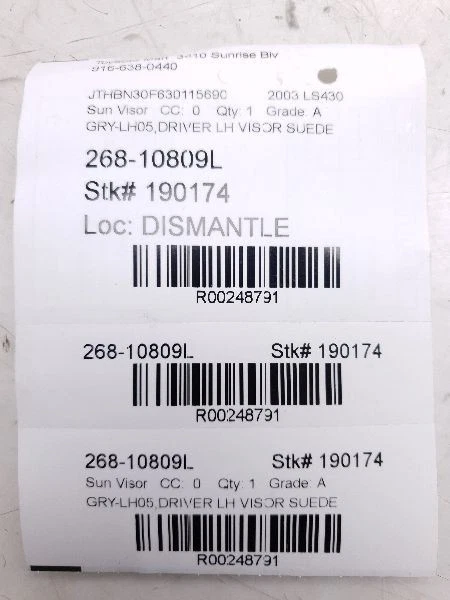 3410 Sunrise Blv
916-638-0440
JTHBN30F630115690 2003 LS430
Sun Visor CC: 0 Qty: 1 Grade: A
GRY-LH05,DRIVER LH VISOR SUEDE
268-10809L
Stk# 190174
Loc: DISMANTLE
R00248791
268-10809L Stk# 190174
R00248791
268-10809L Stk# 190174
Sun Visor CC: 0 Qty: 1 Grade: A
GRY-LH05,DRIVER LH VISOR SUEDE
R00248791